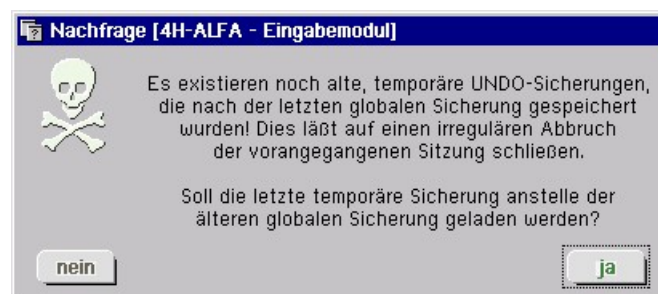 Nachfrage [4H-ALFA - Eingabemodul]
Es existieren noch alte, temporäre UNDO-Sicherungen,
die nach der letzten globalen Sicherung gespeichert
wurden! Dies läßt auf einen irregulären Abbruch
der vorangegangenen Sitzung schließen.
Soll die letzte temporäre Sicherung anstelle der
älteren globalen Sicherung geladen werden?
nein
ja